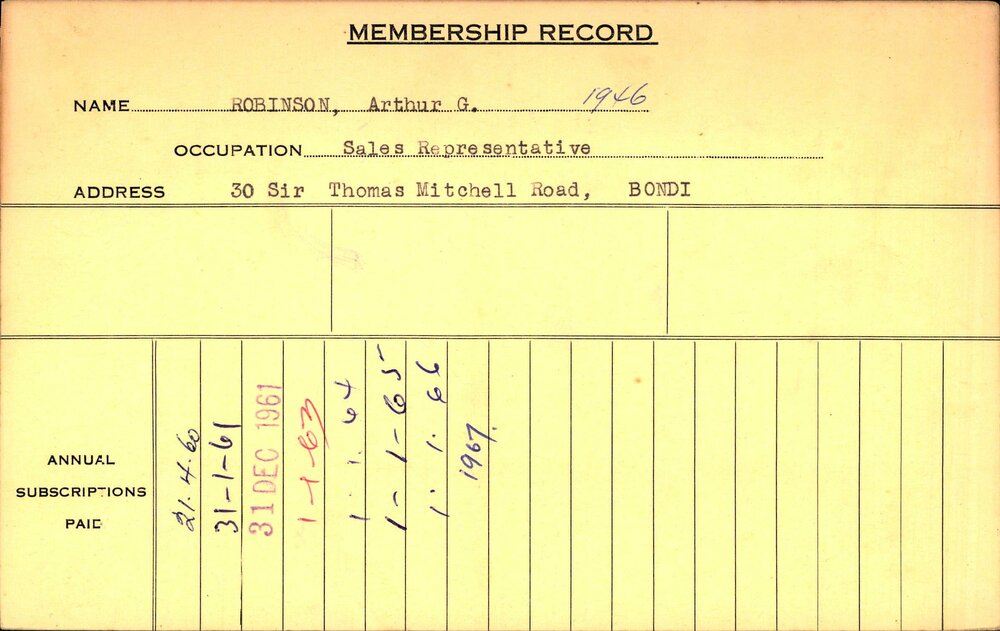 MEMBERSHIP RECORD
NAME ROBINSON, Arthur G. 1946
OCCUPATION Sales Representative
ADDRESS 30 Sir Thomas Mitchell Road, BONDI
ANNUAL
SUBSCRIPTIONS
PAID
21.4.60
31-1-61
31 DEC 1961
1-1-63
1. 1. 64
1-1-65
1. 1. 66
1967.